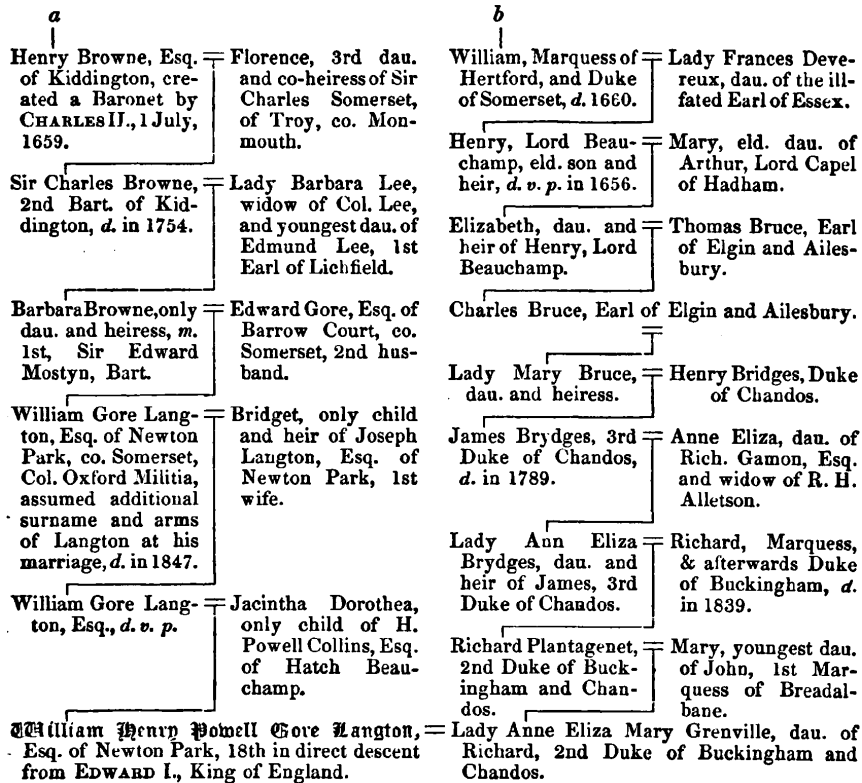 a
Henry Browne, Esq.
of Kiddington, cre-
ated a Baronet by
CHARLES II., 1 July,
1659.
=
Florence, 3rd dau.
and co-heiress of Sir
Charles Somerset,
of Troy, co. Mon-
mouth.
Sir Charles Browne,
2nd Bart. of Kid-
dington, d. in 1754.
=
Lady Barbara Lee,
widow of Col. Lee,
and youngest dau. of
Edmund Lee, 1st
Earl of Lichfield.
Barbara Browne, only
dau. and heiress, m.
1st, Sir Edward
Mostyn, Bart.
=
Edward Gore, Esq. of
Barrow Court, co.
Somerset, 2nd hus-
band.
William Gore Lang-
ton, Esq. of Newton
Park, co. Somerset,
Col. Oxford Militia,
assumed additional
surname and arms
of Langton at his
marriage, d. in 1847.
=
Bridget, only child
and heir of Joseph
Langton, Esq. of
Newton Park, 1st
wife.
William Gore Lang-
ton, Esq., d. v. p.
=
Jacintha Dorothea,
only child of H.
Powell Collins, Esq.
of Hatch Beau-
champ.
b
William, Marquess of
Hertford, and Duke
of Somerset, d. 1660.
=
Lady Frances Deve-
reux, dau. of the ill-
fated Earl of Essex.
Henry, Lord Beau-
champ, eld. son and
heir, d. v. p. in 1656.
=
Mary, eld. dau. of
Arthur, Lord Capel
of Hadham.
Elizabeth, dau. and
heir of Henry, Lord
Beauchamp.
=
Thomas Bruce, Earl
of Elgin and Ailes-
bury.
Charles Bruce, Earl of Elgin and Ailesbury.
=
Lady Mary Bruce,
dau. and heiress.
=
Henry Bridges, Duke
of Chandos.
James Brydges, 3rd
Duke of Chandos,
d. in 1789.
=
Anne Eliza, dau. of
Rich. Gamon, Esq.
and widow of R. H.
Alletson.
Lady Ann Eliza
Brydges, dau. and
heir of James, 3rd
Duke of Chandos.
=
Richard, Marquess,
& afterwards Duke
of Buckingham, d.
in 1839.
Richard Plantagenet,
2nd Duke of Buck-
ingham and Chan-
dos.
=
Mary, youngest dau.
of John, 1st Mar-
quess of Breadal-
bane.
William Henry Powell Gore Langton,
Esq. of Newton Park, 18th in direct descent
from EDWARD I., King of England.
=
Lady Anne Eliza Mary Grenville, dau. of
Richard, 2nd Duke of Buckingham and
Chandos.